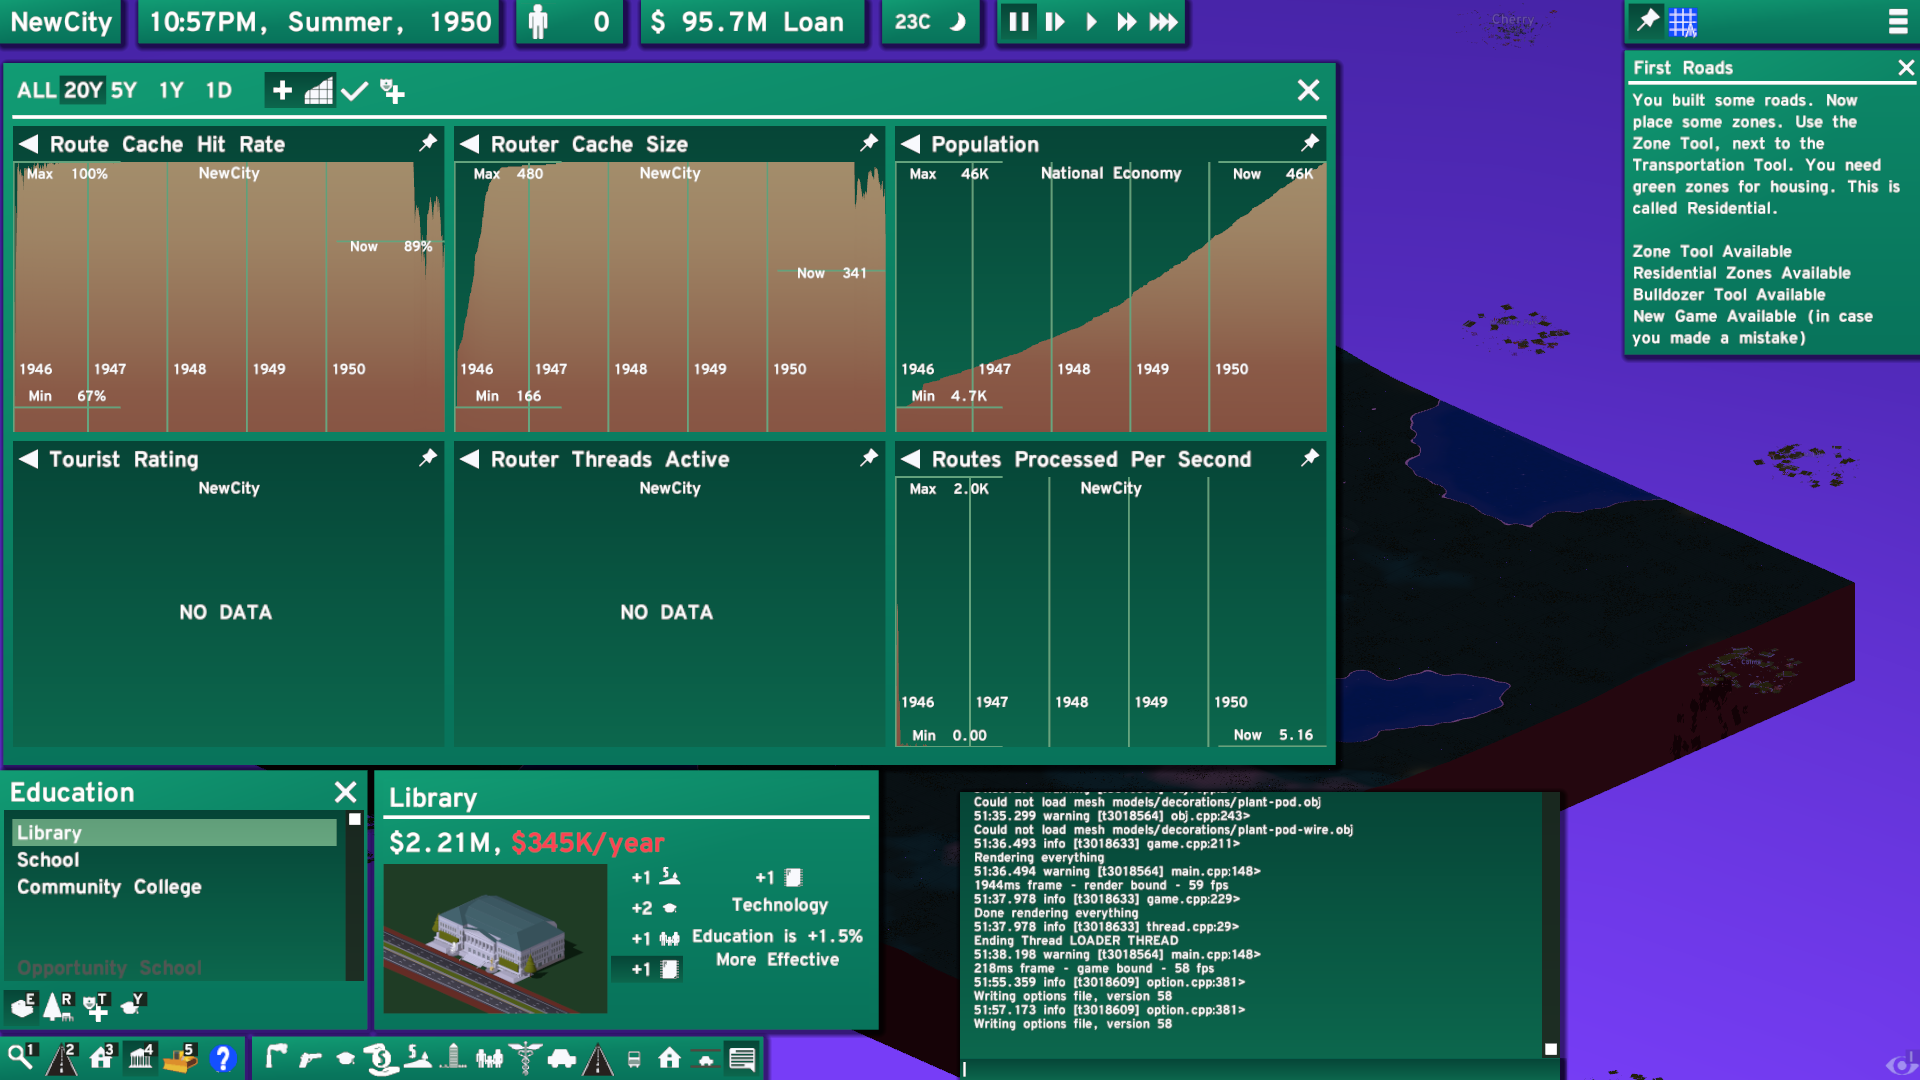 NewCity
10:57PM, Summer, 1950
0
$ 95.7M Loan
23C
Cherry
ALL 20Y 5Y 1Y 1D
Route Cache Hit Rate
Max 100%
NewCity
Now 89%
1946 1947 1948 1949 1950
Min 67%
Router Cache Size
Max 480
NewCity
Now 341
1946 1947 1948 1949 1950
Min 166
Population
Max 46K
National Economy
Now 46K
1946 1947 1948 1949 1950
Min 4.7K
Tourist Rating
NewCity
NO DATA
Router Threads Active
NewCity
NO DATA
Routes Processed Per Second
Max 2.0K
NewCity
1946 1947 1948 1949 1950
Min 0.00
Now 5.16
First Roads
You built some roads. Now
place some zones. Use the
Zone Tool, next to the
Transportation Tool. You need
green zones for housing. This is
called Residential.
Zone Tool Available
Residential Zones Available
Bulldozer Tool Available
New Game Available (in case
you made a mistake)
Education
Library
School
Community College
Opportunity School
E R T Y
Library
$2.21M, $345K/year
+1
+2
+1
+1
+1
Technology
Education is +1.5%
More Effective
Could not load mesh models/decorations/plant-pod.obj
51:35.299 warning [t3018564] obj.cpp:243>
Could not load mesh models/decorations/plant-pod-wire.obj
51:36.493 info [t3018633] game.cpp:211>
Rendering everything
51:36.494 warning [t3018564] main.cpp:148>
1944ms frame - render bound - 59 fps
51:37.978 info [t3018633] game.cpp:229>
Done rendering everything
51:37.978 info [t3018633] thread.cpp:29>
Ending Thread LOADER THREAD
51:38.198 warning [t3018564] main.cpp:148>
218ms frame - game bound - 58 fps
51:55.359 info [t3018609] option.cpp:381>
Writing options file, version 58
51:57.173 info [t3018609] option.cpp:381>
Writing options file, version 58
1 2 3 4 5 ?